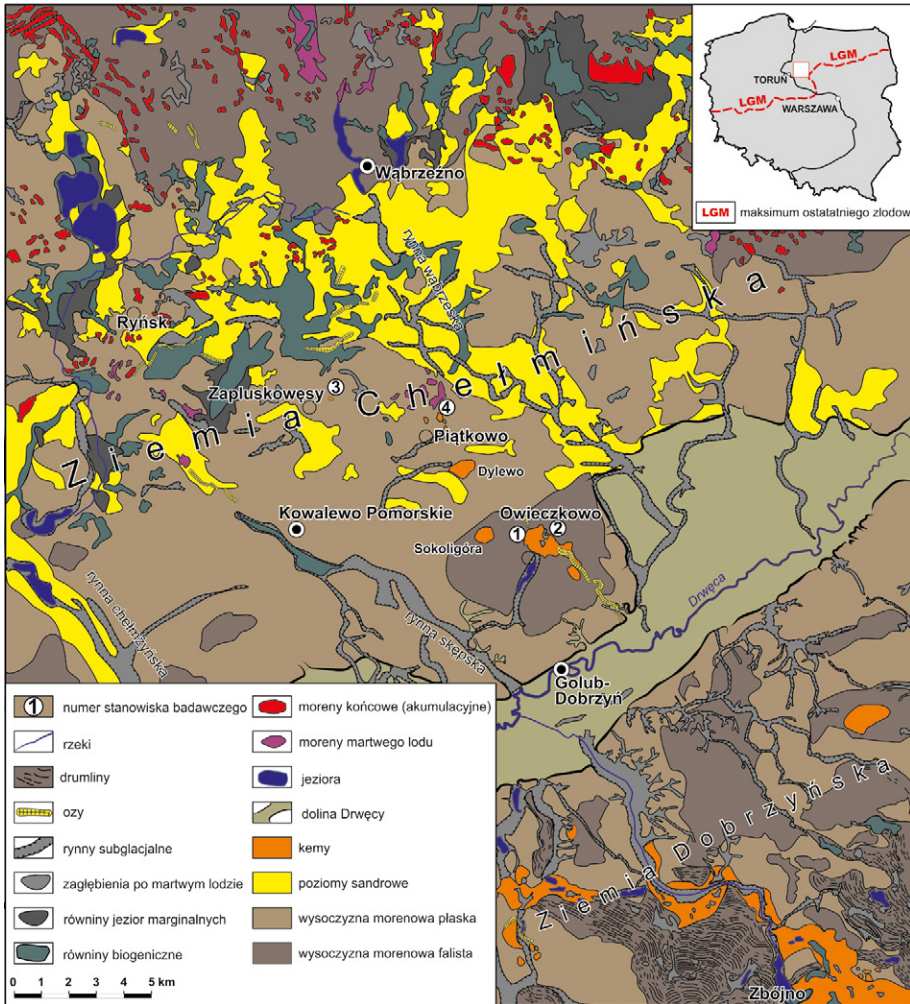 LGM
TORUŃ
LGM
WARSZAWA
LGM maksimum ostatatniego zlodow
Wąbrzeźno
rynna wąbrzeska
Ryńsk
Ziemia Chełmińska
Zapluskowęsy
3
4
Piątkowo
Dylewo
Kowalewo Pomorskie
Owieczkowo
1
2
Sokoligóra
Drwęca
rynna chełmżyńska
rynna skępska
Golub-
Dobrzyń
Ziemia Dobrzyńska
Zbójno
1 numer stanowiska badawczego
rzeki
drumliny
ozy
rynny subglacjalne
zagłębienia po martwym lodzie
równiny jezior marginalnych
równiny biogeniczne
moreny końcowe (akumulacyjne)
moreny martwego lodu
jeziora
dolina Drwęcy
kemy
poziomy sandrowe
wysoczyzna morenowa płaska
wysoczyzna morenowa falista
0 1 2 3 4 5 km